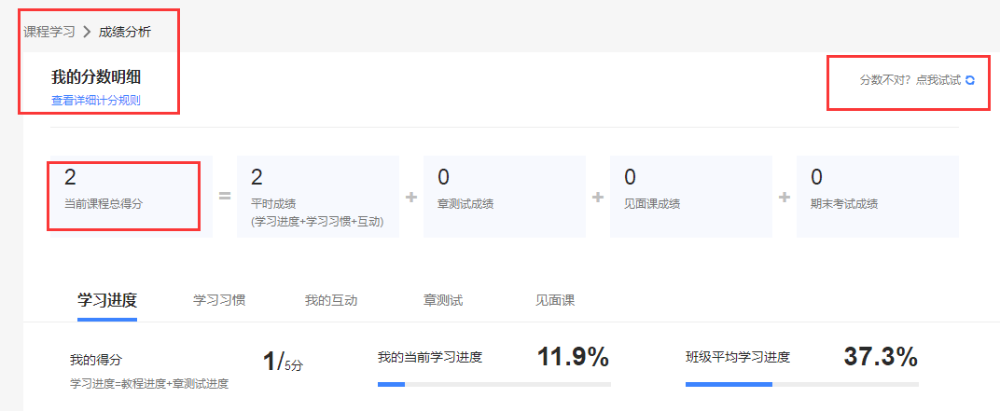 课程学习 > 成绩分析
我的分数明细
查看详细计分规则
分数不对？点我试试
2 = 2 + 0 + 0 + 0
当前课程总得分 平时成绩 章测试成绩 见面课成绩 期末考试成绩
(学习进度+学习习惯+互动)
学习进度 学习习惯 我的互动 章测试 见面课
我的得分 1/5分 我的当前学习进度 11.9% 班级平均学习进度 37.3%
学习进度=教程进度+章测试进度